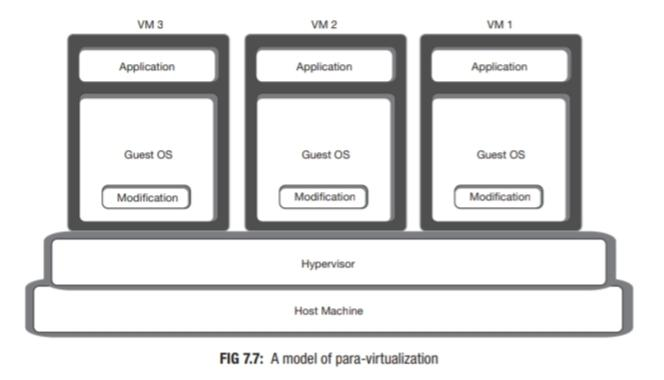 VM 3 VM 2 VM 1
Application Application Application
Guest OS Guest OS Guest OS
Modification Modification Modification
Hypervisor
Host Machine
FIG 7.7: A model of para-virtualization